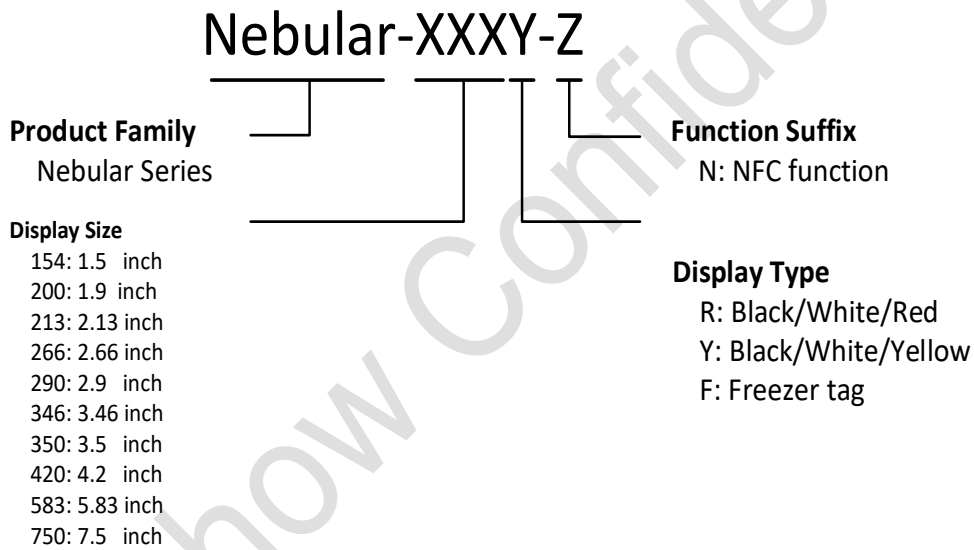 Nebular-XXXY-Z
Product Family
Nebular Series
Display Size
154: 1.5 inch
200: 1.9 inch
213: 2.13 inch
266: 2.66 inch
290: 2.9 inch
346: 3.46 inch
350: 3.5 inch
420: 4.2 inch
583: 5.83 inch
750: 7.5 inch
Function Suffix
N: NFC function
Display Type
R: Black/White/Red
Y: Black/White/Yellow
F: Freezer tag
how Confide